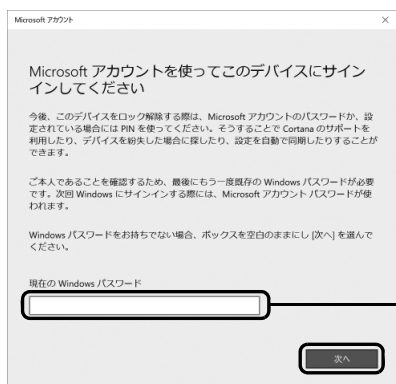 Microsoft アカウント
Microsoft アカウントを使ってこのデバイスにサイン
インしてください
今後、このデバイスをロック解除する際は、Microsoft アカウントのパスワードか、設
定されている場合には PIN を使ってください。そうすることで Cortana のサポートを
利用したり、デバイスを紛失した場合に探したり、設定を自動で同期したりすることが
できます。
ご本人であることを確認するため、最後にもう一度既存の Windows パスワードが必要
です。次回 Windows にサインインする際には、Microsoft アカウント パスワードが使
われます。
Windows パスワードをお持ちでない場合、ボックスを空白のままにし [次へ] を選んで
ください。
現在の Windows パスワード
次へ